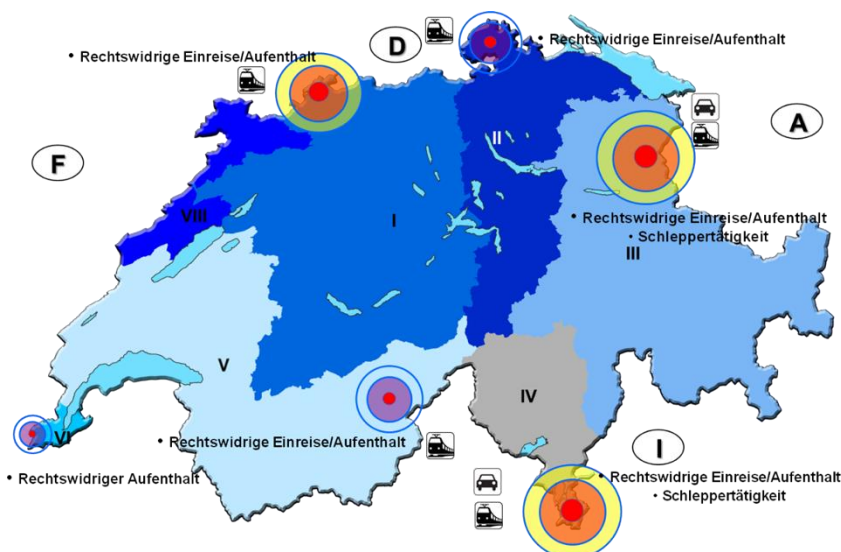 D
• Rechtswidrige Einreise/Aufenthalt
• Rechtswidrige Einreise/Aufenthalt
A
F
II
VIII
I
• Rechtswidrige Einreise/Aufenthalt
• Schleppertätigkeit
III
V
IV
VI
• Rechtswidrige Einreise/Aufenthalt
I
• Rechtswidriger Aufenthalt
• Rechtswidrige Einreise/Aufenthalt
• Schleppertätigkeit